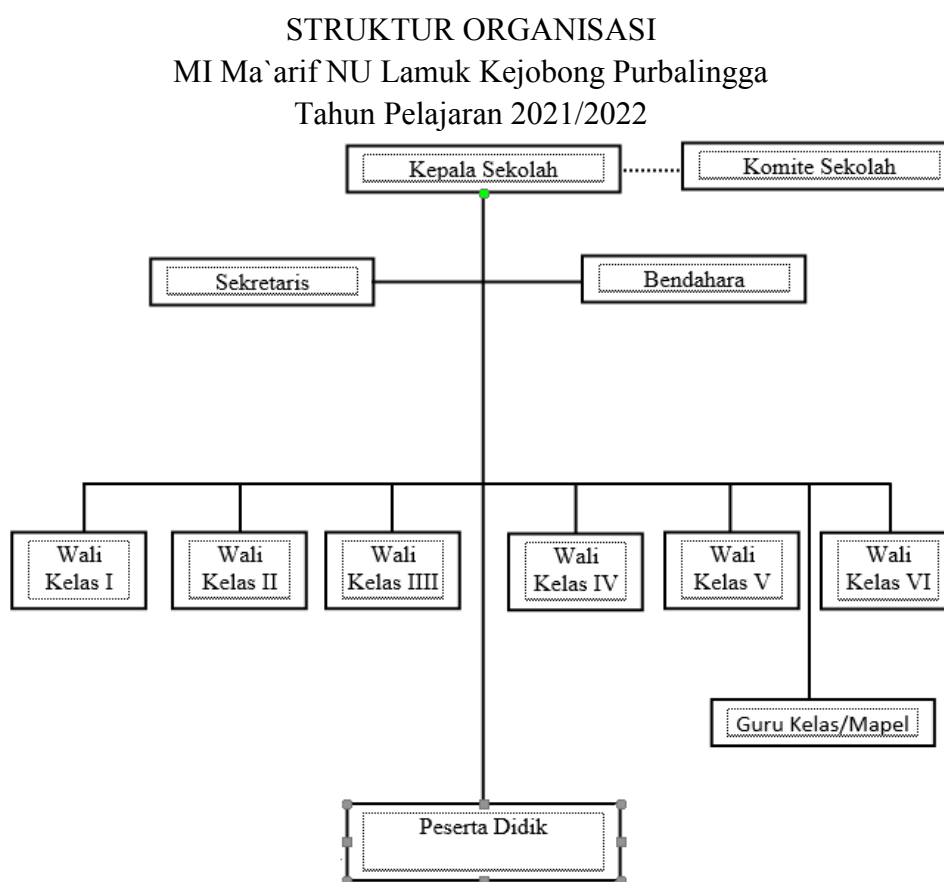 STRUKTUR ORGANISASI
MI Ma`arif NU Lamuk Kejobong Purbalingga
Tahun Pelajaran 2021/2022
Kepala Sekolah
Komite Sekolah
Sekretaris
Bendahara
Wali
Kelas I
Wali
Kelas II
Wali
Kelas IIII
Wali
Kelas IV
Wali
Kelas V
Wali
Kelas VI
Guru Kelas/Mapel
Peserta Didik